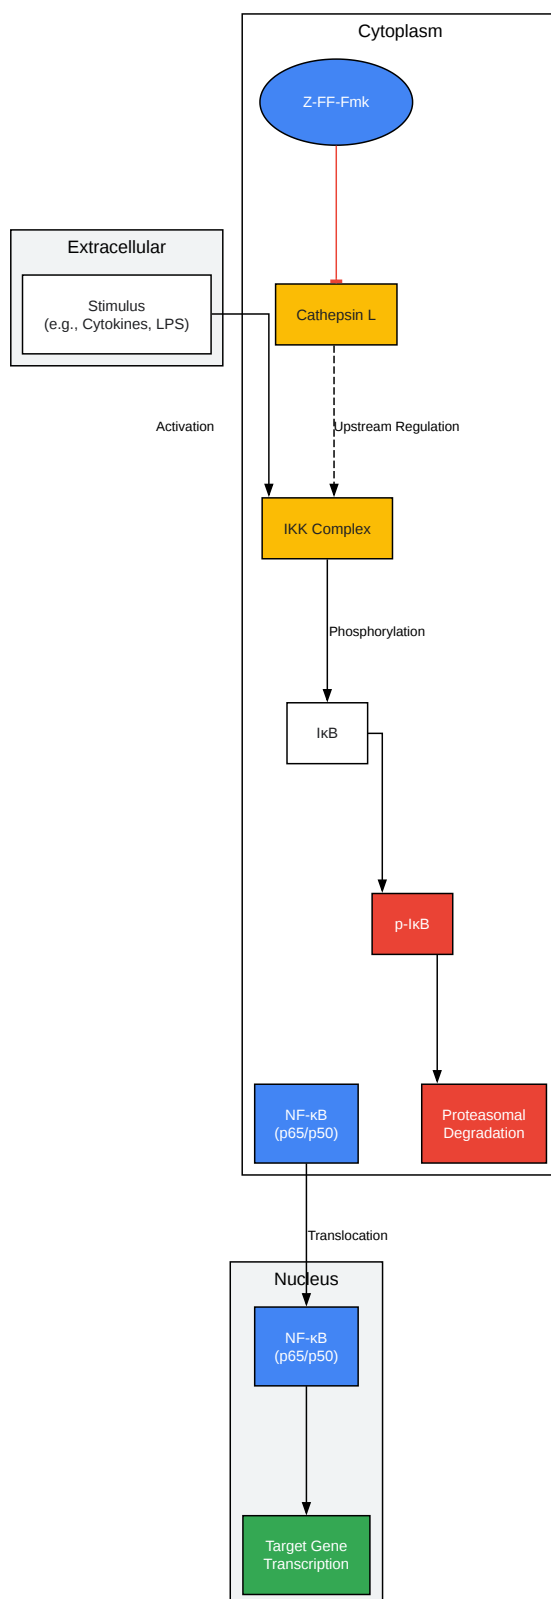 Cytoplasm
Z-FF-Fmk
Extracellular
Stimulus
(e.g., Cytokines, LPS)
Cathepsin L
Activation
Upstream Regulation
IKK Complex
Phosphorylation
IκB
p-IκB
NF-κB
(p65/p50)
Proteasomal
Degradation
Translocation
Nucleus
NF-κB
(p65/p50)
Target Gene
Transcription